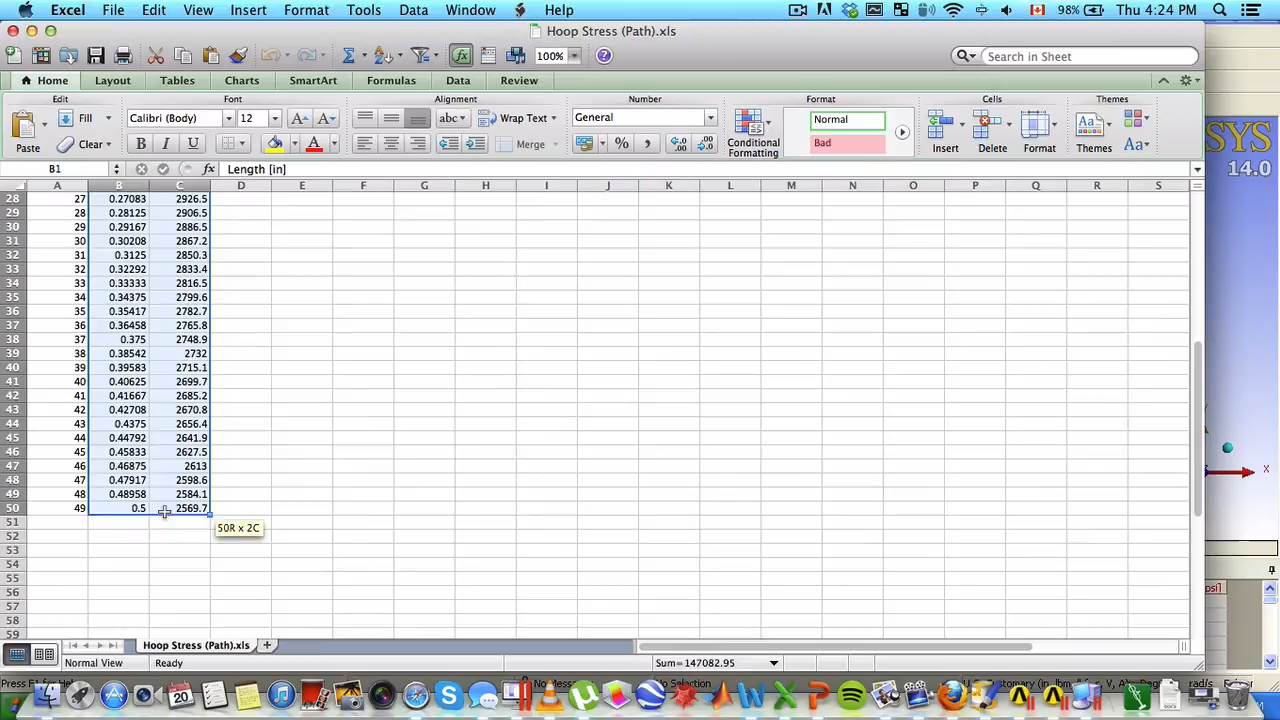 Excel File Edit View Insert Format Tools Data Window Help 98% Thu 4:24 PM
Hoop Stress (Path).xls
100% Search in Sheet
Home Layout Tables Charts SmartArt Formulas Data Review
Edit Font Alignment Number Format Cells Themes
Fill Calibri (Body) 12 abc Wrap Text General Normal
Paste Clear B I U A Merge % Conditional Formatting Bad Insert Delete Format Themes Aa
B1 fx Length [in]
A B C D E F G H I J K L M N O P Q R S
28 27 0.27083 2926.5
29 28 0.28125 2906.5
30 29 0.29167 2886.5
31 30 0.30208 2867.2
32 31 0.3125 2850.3
33 32 0.32292 2833.4
34 33 0.33333 2816.5
35 34 0.34375 2799.6
36 35 0.35417 2782.7
37 36 0.36458 2765.8
38 37 0.375 2748.9
39 38 0.38542 2732
40 39 0.39583 2715.1
41 40 0.40625 2699.7
42 41 0.41667 2685.2
43 42 0.42708 2670.8
44 43 0.4375 2656.4
45 44 0.44792 2641.9
46 45 0.45833 2627.5
47 46 0.46875 2613
48 47 0.47917 2598.6
49 48 0.48958 2584.1
50 49 0.5 2569.7
51
52 50R x 2C
53
54
55
56
57
58
59
Hoop Stress (Path).xls
Normal View Ready Sum=147082.95
SYS
14.0
X